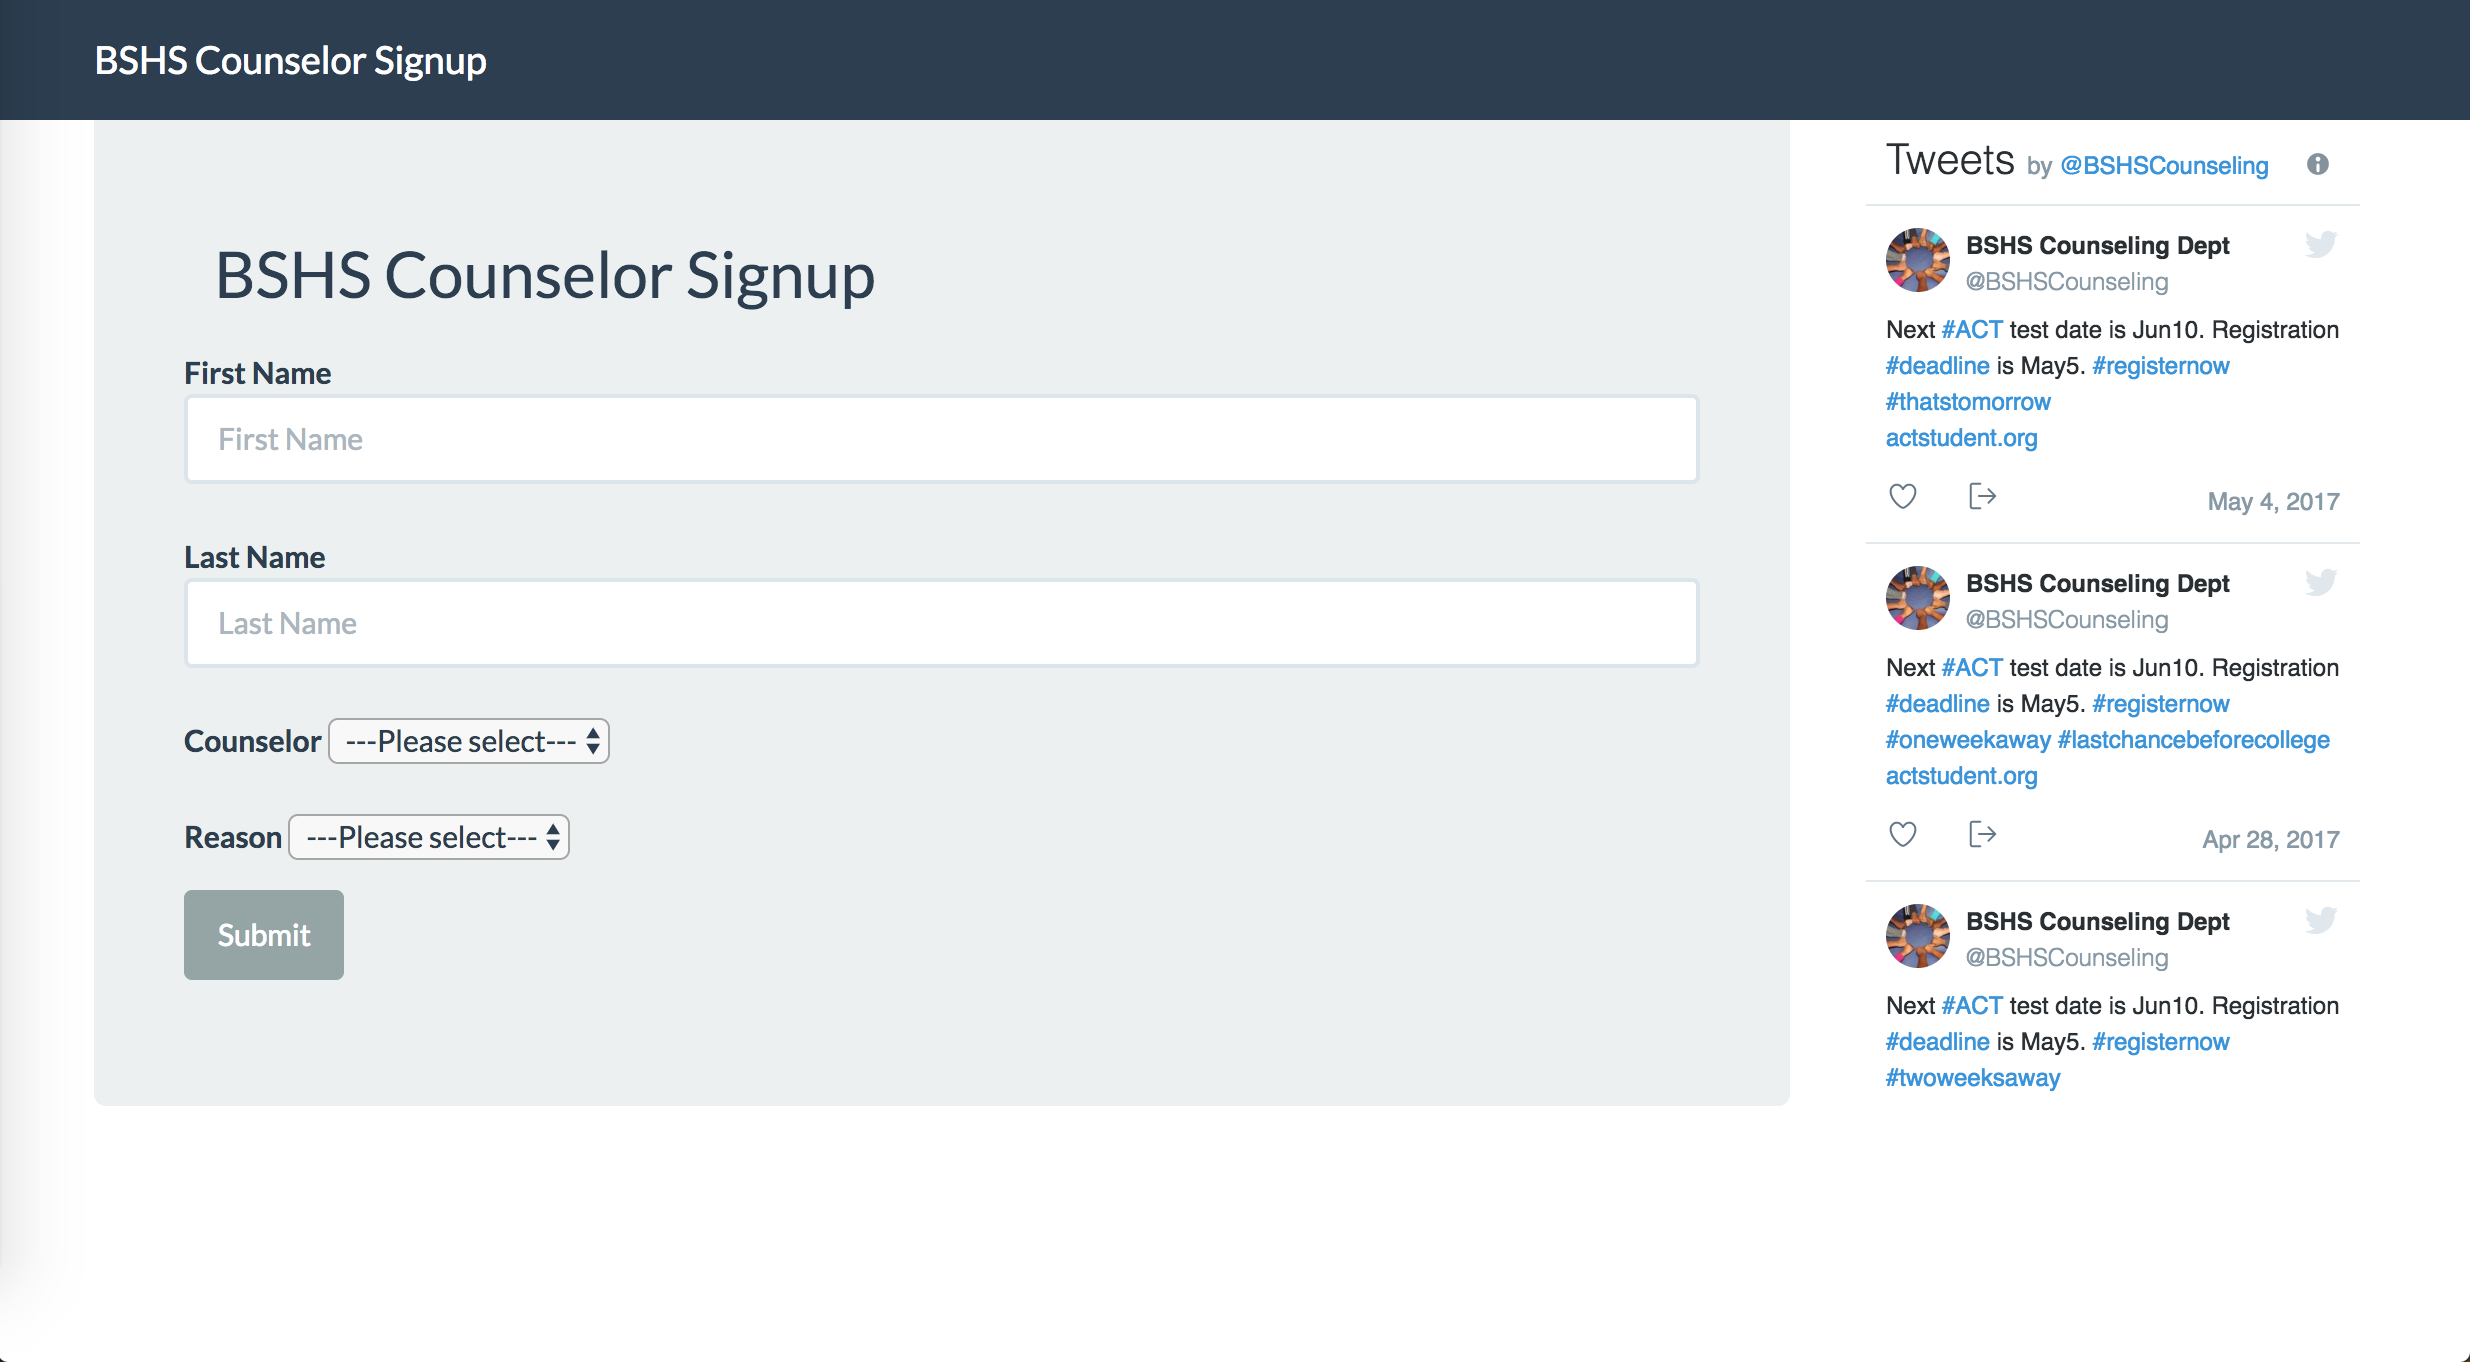 BSHS Counselor Signup
BSHS Counselor Signup
First Name
First Name
Last Name
Last Name
Counselor ---Please select---
Reason ---Please select---
Submit
Tweets by @BSHSCounseling
BSHS Counseling Dept
@BSHSCounseling
Next #ACT test date is Jun10. Registration
#deadline is May5. #registernow
#thatstomorrow
actstudent.org
May 4, 2017
BSHS Counseling Dept
@BSHSCounseling
Next #ACT test date is Jun10. Registration
#deadline is May5. #registernow
#oneweekaway #lastchancebeforecollege
actstudent.org
Apr 28, 2017
BSHS Counseling Dept
@BSHSCounseling
Next #ACT test date is Jun10. Registration
#deadline is May5. #registernow
#twoweeksaway